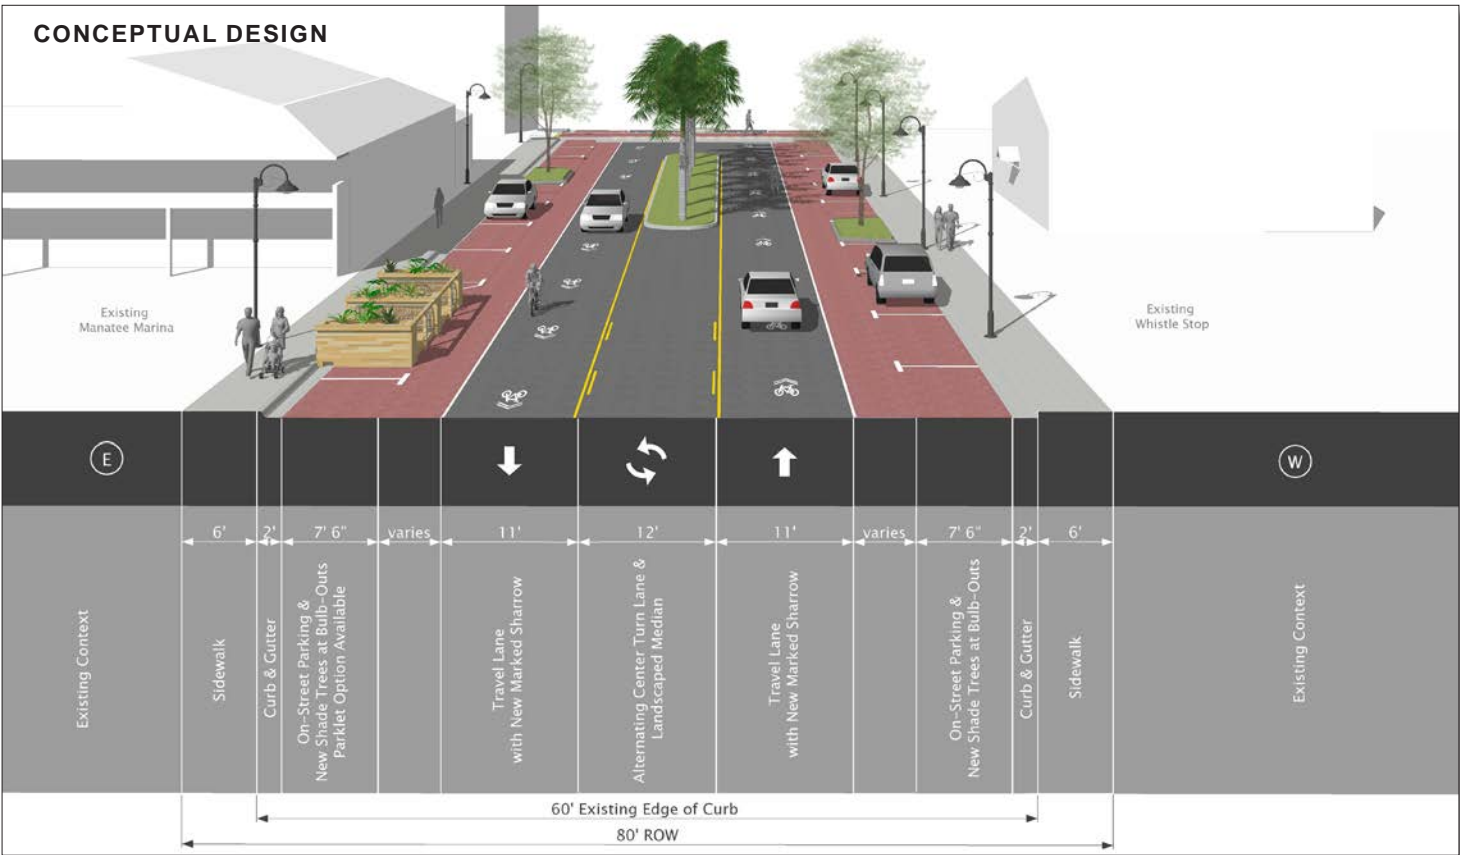 CONCEPTUAL DESIGN
Existing
Manatee Marina
Existing
Whistle Stop
E
W
6'
2'
7' 6"
varies
11'
12'
11'
varies
7' 6"
2'
6'
Existing Context
Sidewalk
Curb & Gutter
On-Street Parking &
New Shade Trees at Bulb-Outs
Parklet Option Available
Travel Lane
with New Marked Sharrow
Alternating Center Turn Lane &
Landscaped Median
Travel Lane
with New Marked Sharrow
On-Street Parking &
New Shade Trees at Bulb-Outs
Curb & Gutter
Sidewalk
Existing Context
60' Existing Edge of Curb
80' ROW